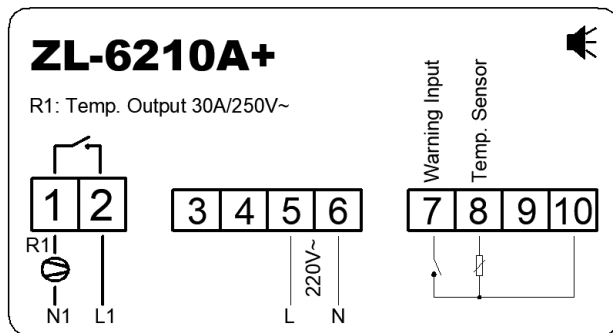 ZL-6210A+
R1: Temp. Output 30A/250V~
Warning Input
Temp. Sensor
1 2
3 4 5 6
7 8 9 10
R1
220V~
N1 L1
L N